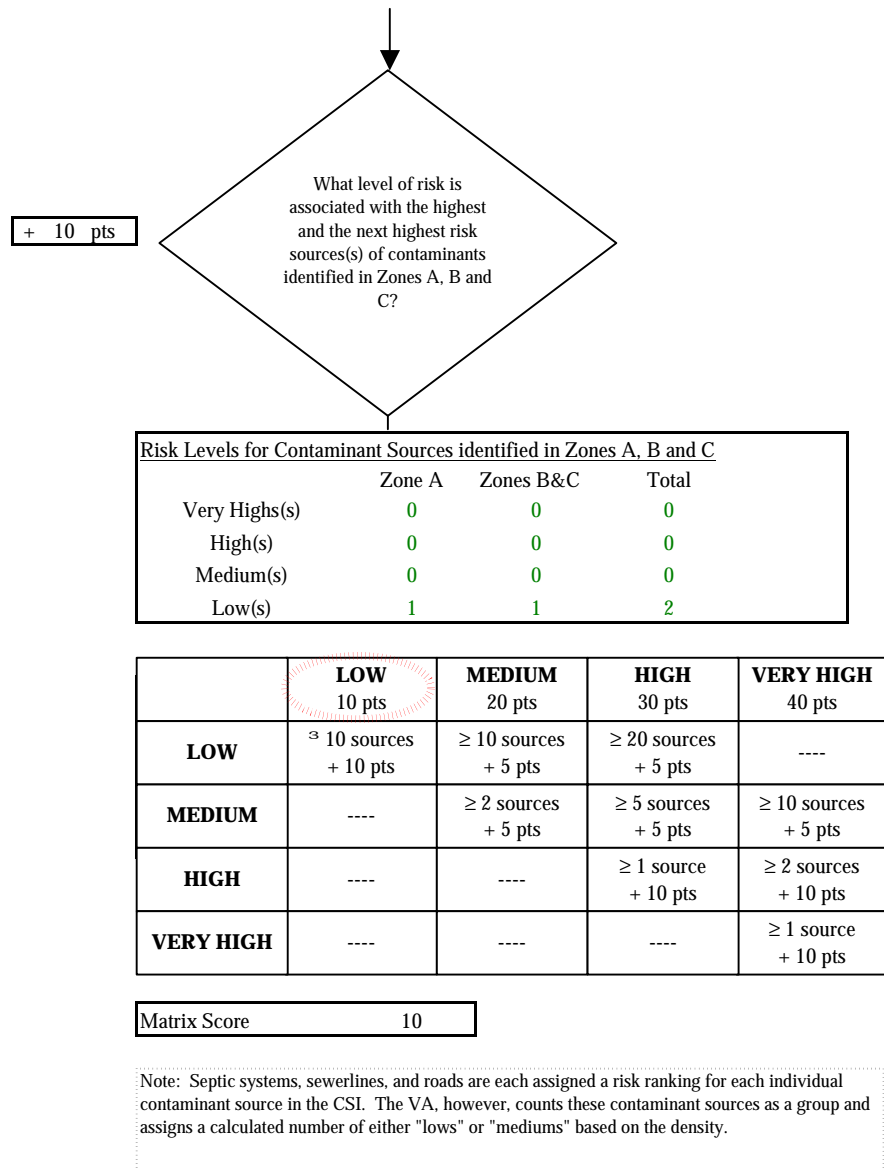 What level of risk is
associated with the highest
and the next highest risk
sources(s) of contaminants
identified in Zones A, B and
C?
+ 10 pts
Risk Levels for Contaminant Sources identified in Zones A, B and C
Zone A Zones B&C Total
Very Highs(s) 0 0 0
High(s) 0 0 0
Medium(s) 0 0 0
Low(s) 1 1 2
LOW MEDIUM HIGH VERY HIGH
10 pts 20 pts 30 pts 40 pts
LOW ³ 10 sources ≥ 10 sources ≥ 20 sources ----
+ 10 pts + 5 pts + 5 pts
MEDIUM ---- ≥ 2 sources ≥ 5 sources ≥ 10 sources
+ 5 pts + 5 pts + 5 pts
HIGH ---- ---- ≥ 1 source ≥ 2 sources
+ 10 pts + 10 pts
VERY HIGH ---- ---- ---- ≥ 1 source
+ 10 pts
Matrix Score 10
Note: Septic systems, sewerlines, and roads are each assigned a risk ranking for each individual
contaminant source in the CSI. The VA, however, counts these contaminant sources as a group and
assigns a calculated number of either "lows" or "mediums" based on the density.